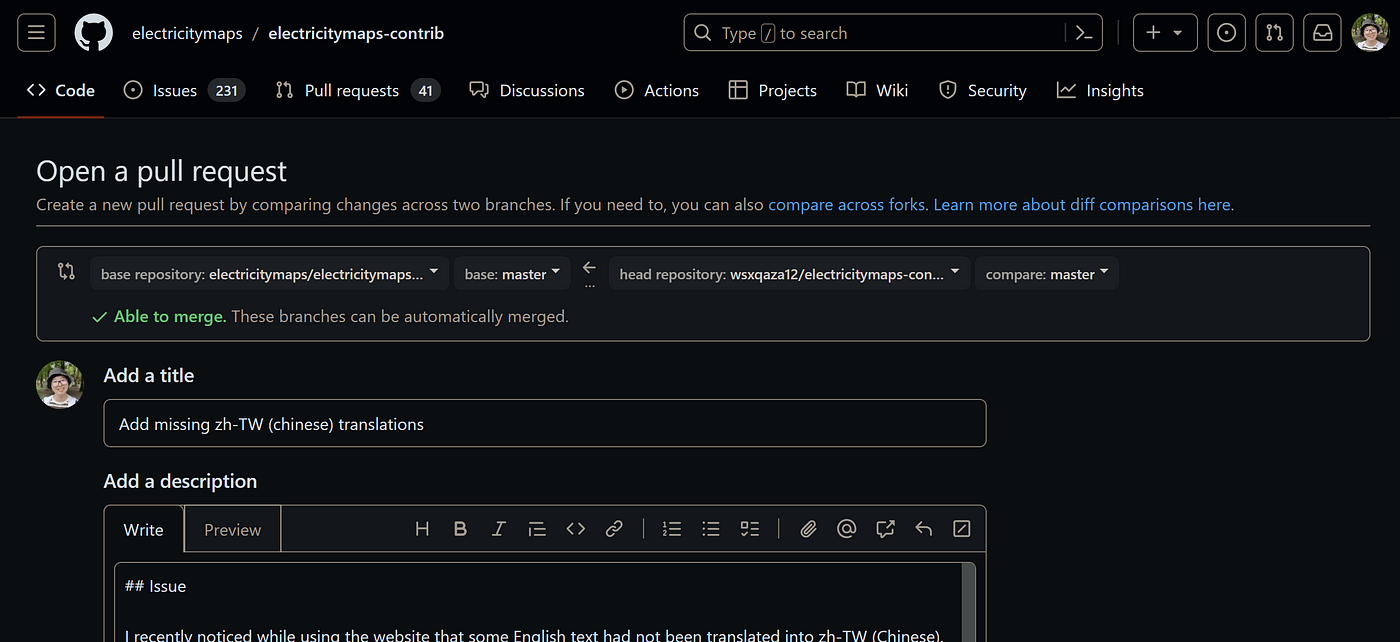 electricitymaps / electricitymaps-contrib Type / to search
Code Issues 231 Pull requests 41 Discussions Actions Projects Wiki Security Insights
Open a pull request
Create a new pull request by comparing changes across two branches. If you need to, you can also compare across forks. Learn more about diff comparisons here.
base repository: electricitymaps/electricitymaps... base: master ... head repository: wsxqaza12/electricitymaps-con... compare: master
Able to merge. These branches can be automatically merged.
Add a title
Add missing zh-TW (chinese) translations
Add a description
Write Preview
## Issue
I recently noticed while using the website that some English text had not been translated into zh-TW (Chinese).